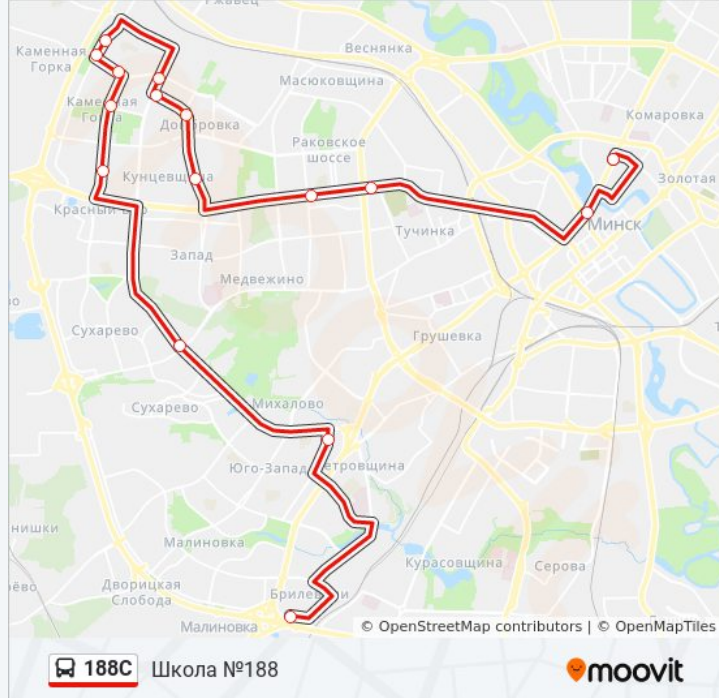 Ржавец
Каменная
Горка
Веснянка
Масюковщина
Каменная
Горка
Комаровка
Домбровка
Раковское
шоссе
Кунцевщина
Золотая
Красный Бор
Тучинка
Минск
Запад
Медвежино
Сухарево
Грушевка
Сухарево
Михалово
Юго-Запад
Петровщина
нишки
Малиновка
Курасовщина
Серова
Дворицкая
Слобода
Брилевичи
Малиновка
© OpenStreetMap contributors | © OpenMapTiles
188С Школа №188
moovit